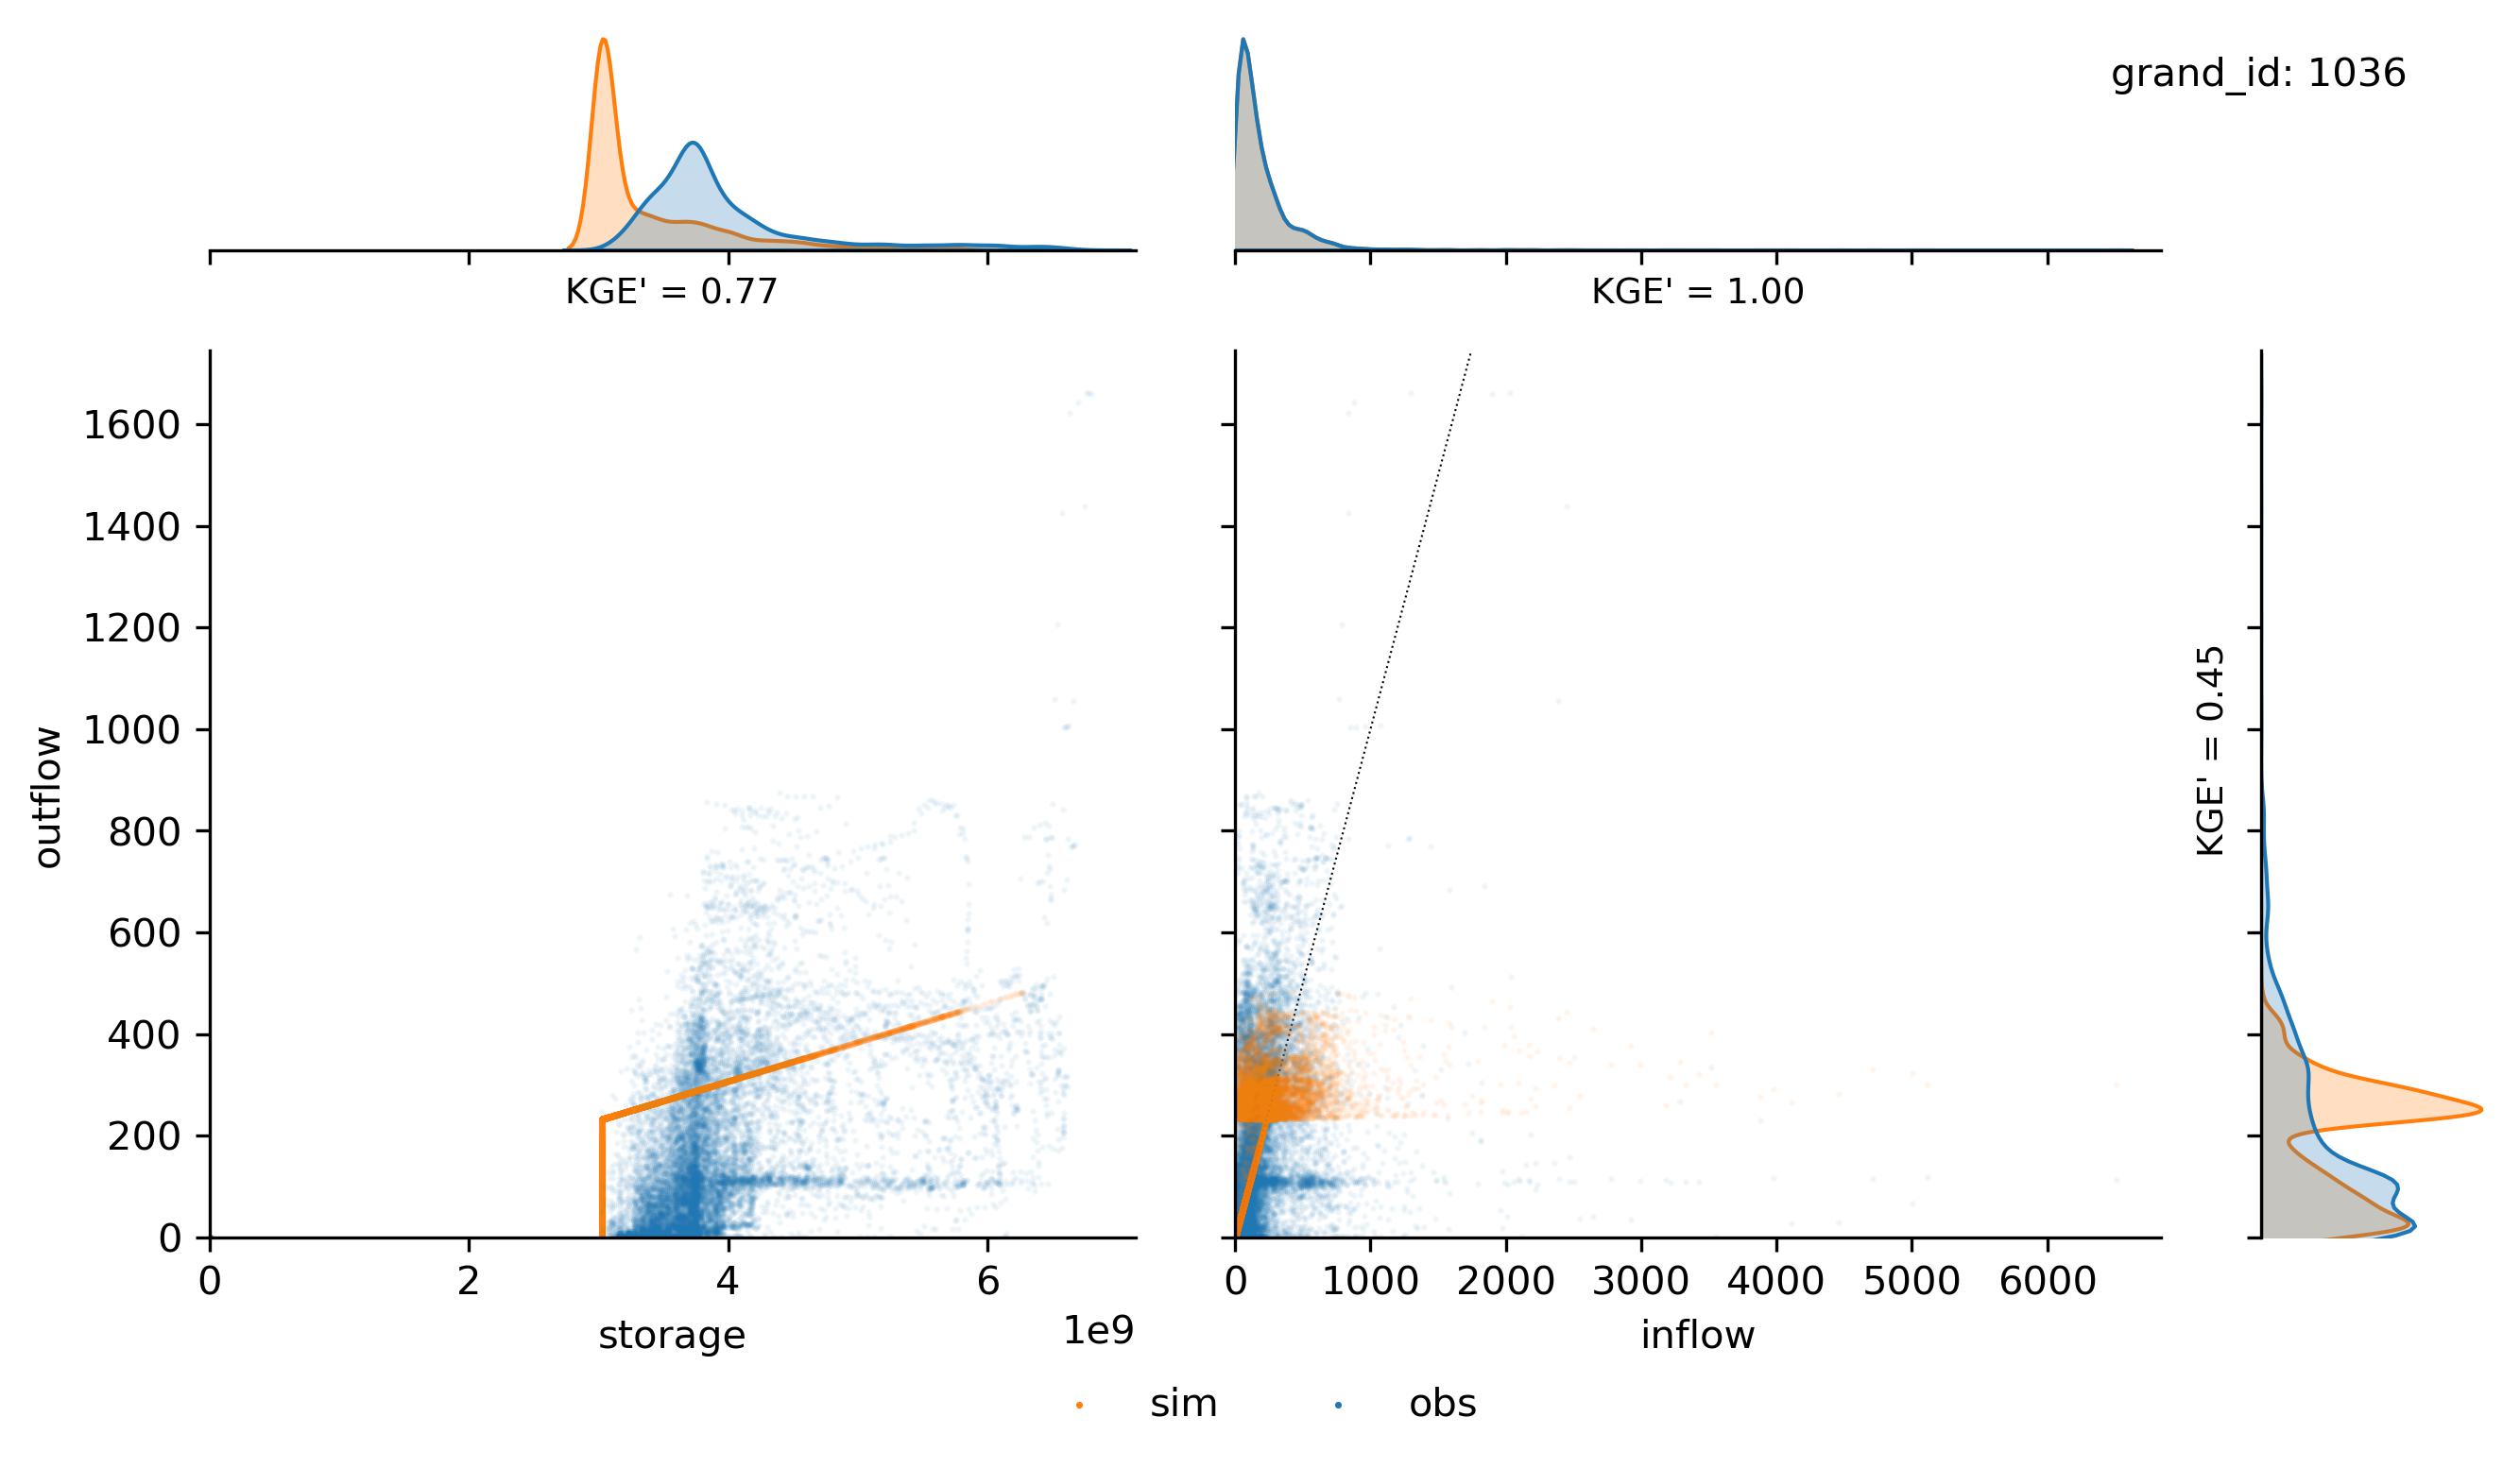 grand_id: 1036
KGE' = 0.77
KGE' = 1.00
outflow
1600
1400
1200
1000
800
600
400
200
0
KGE' = 0.45
0 2 4 6
1e9
storage
0 1000 2000 3000 4000 5000 6000
inflow
sim obs